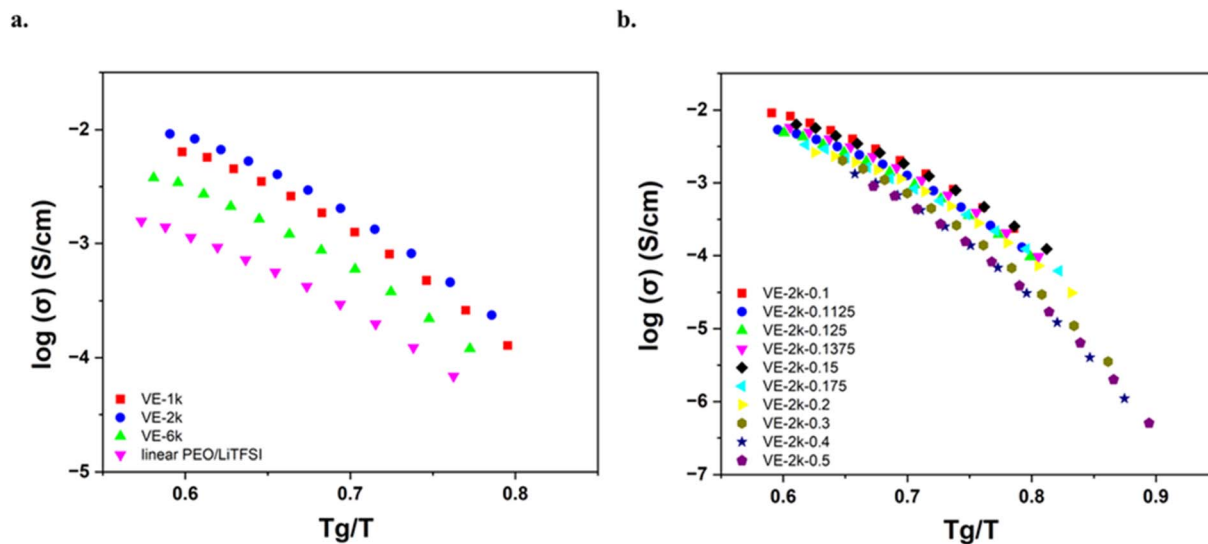 a.
log (σ) (S/cm)
−2
−3
−4
−5
0.6
0.7
0.8
Tg/T
VE-1k
VE-2k
VE-6k
linear PEO/LiTFSI
b.
log (σ) (S/cm)
−2
−3
−4
−5
−6
−7
0.6
0.7
0.8
0.9
Tg/T
VE-2k-0.1
VE-2k-0.1125
VE-2k-0.125
VE-2k-0.1375
VE-2k-0.15
VE-2k-0.175
VE-2k-0.2
VE-2k-0.3
VE-2k-0.4
VE-2k-0.5